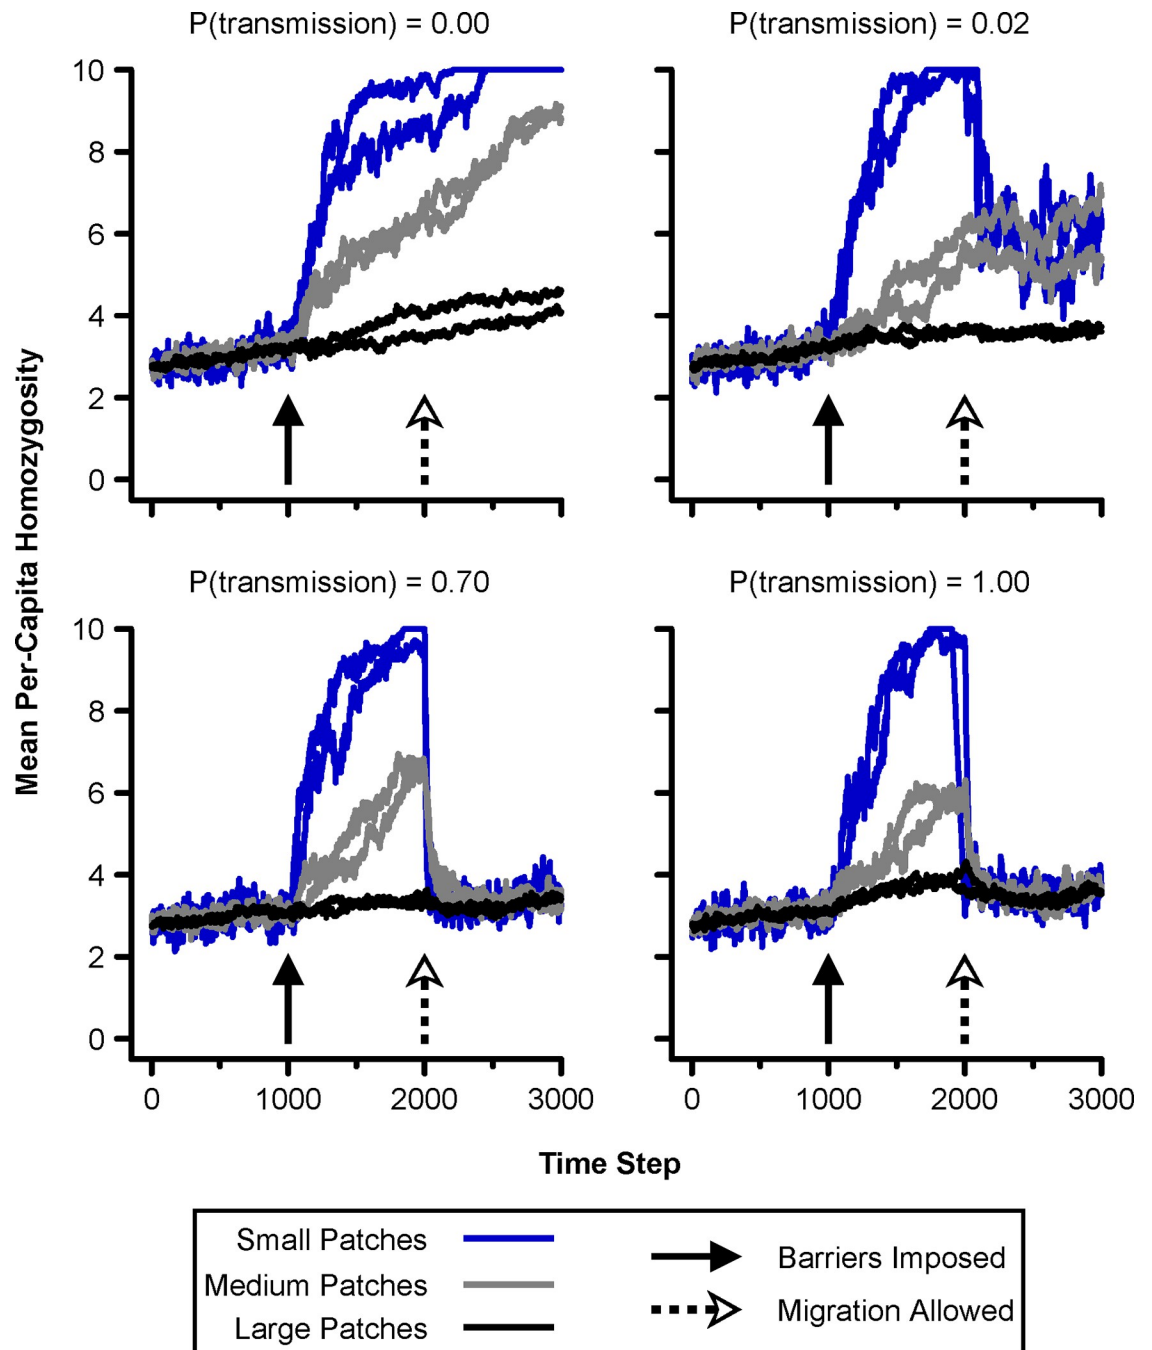 P(transmission) = 0.00
P(transmission) = 0.02
10
8
6
4
2
0
P(transmission) = 0.70
P(transmission) = 1.00
10
8
6
4
2
0
0 1000 2000 3000
0 1000 2000 3000
Mean Per-Capita Homozygosity
Time Step
Small Patches
Medium Patches
Large Patches
Barriers Imposed
Migration Allowed